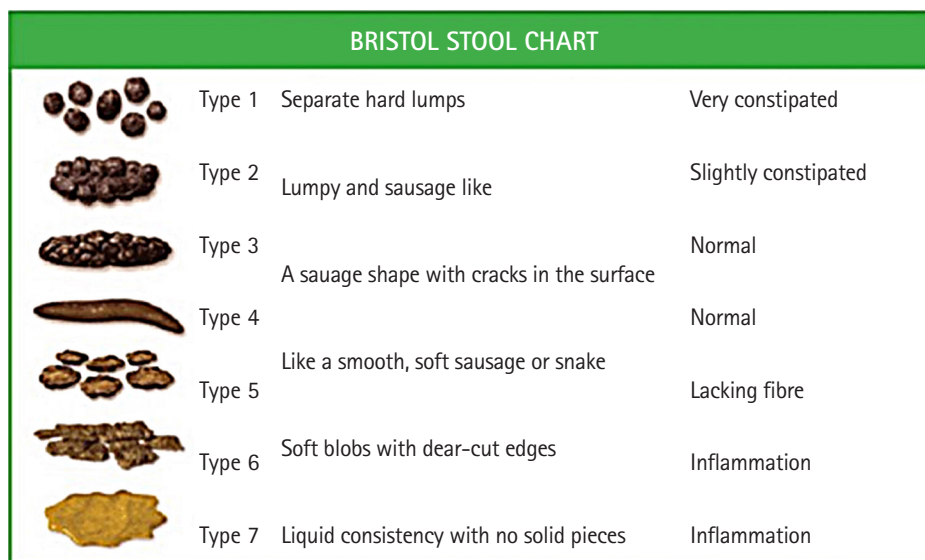 BRISTOL STOOL CHART
Type 1 Separate hard lumps Very constipated
Type 2 Lumpy and sausage like Slightly constipated
Type 3 A sauage shape with cracks in the surface Normal
Type 4 Like a smooth, soft sausage or snake Normal
Type 5 Soft blobs with dear-cut edges Lacking fibre
Type 6 Inflammation
Type 7 Liquid consistency with no solid pieces Inflammation